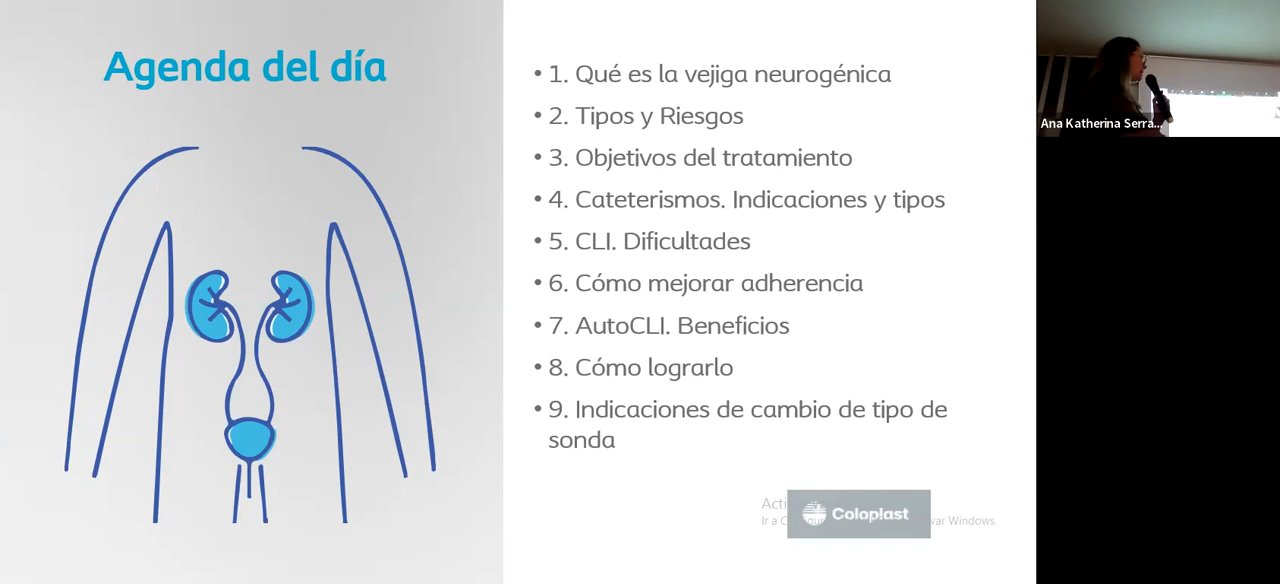 Agenda del día
• 1. Qué es la vejiga neurogénica
• 2. Tipos y Riesgos
• 3. Objetivos del tratamiento
• 4. Cateterismos. Indicaciones y tipos
• 5. CLI. Dificultades
• 6. Cómo mejorar adherencia
• 7. AutoCLI. Beneficios
• 8. Cómo lograrlo
• 9. Indicaciones de cambio de tipo de
sonda
Coloplast
Ir a
Windows.
Ana Katherina Serra...